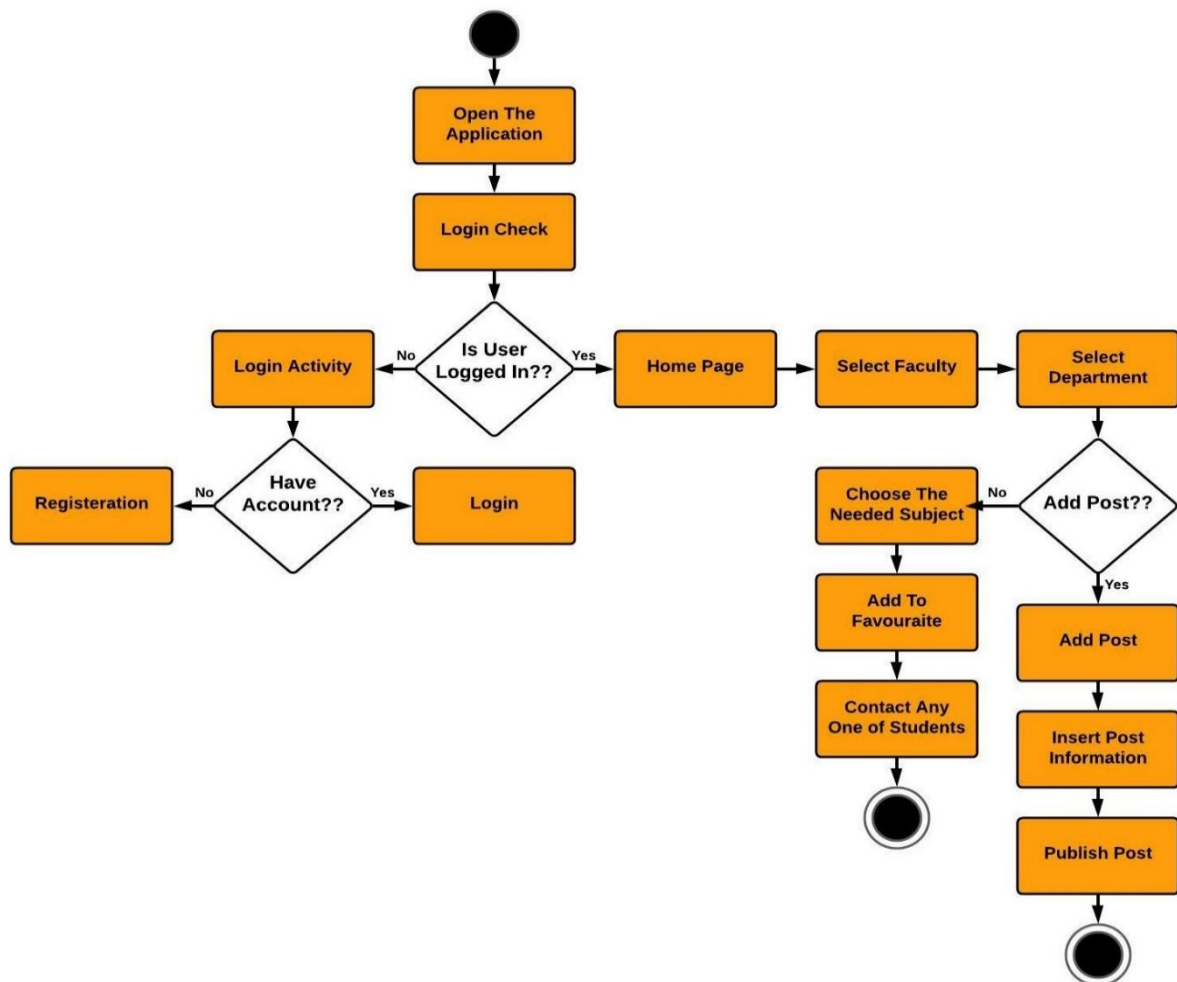 Open The
Application
Login Check
Is User
Logged In??
No
Yes
Login Activity
Home Page
Select Faculty
Select
Department
Have
Account??
No
Yes
Registeration
Login
Add Post??
No
Yes
Choose The
Needed Subject
Add To
Favouraite
Contact Any
One of Students
Add Post
Insert Post
Information
Publish Post